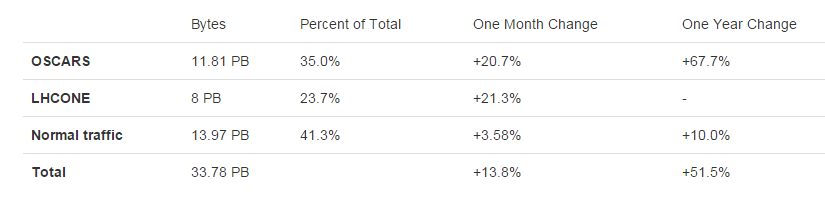 Bytes Percent of Total One Month Change One Year Change
OSCARS 11.81 PB 35.0% +20.7% +67.7%
LHCONE 8 PB 23.7% +21.3% -
Normal traffic 13.97 PB 41.3% +3.58% +10.0%
Total 33.78 PB +13.8% +51.5%